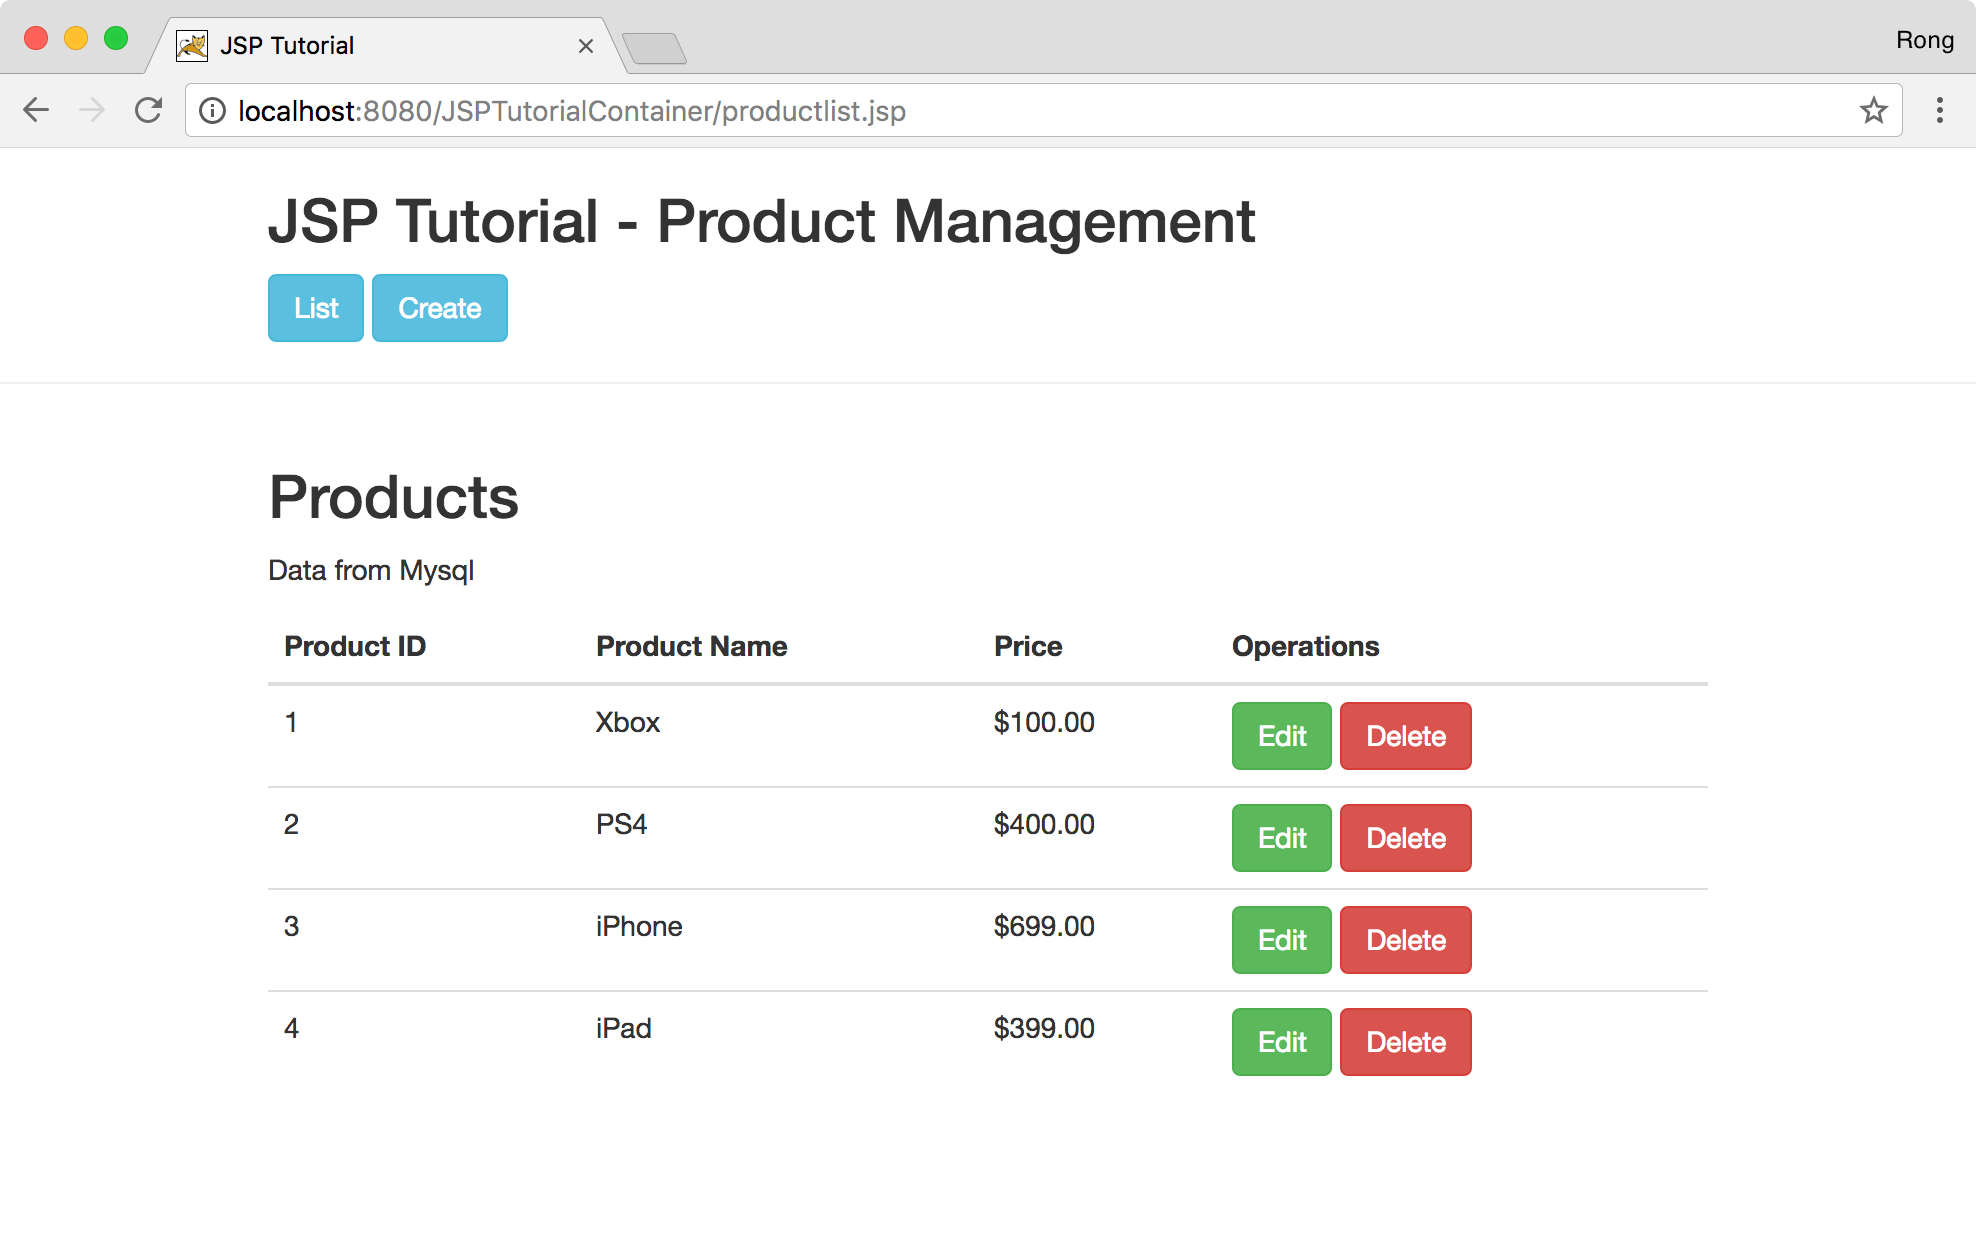 JSP Tutorial
Rong
localhost:8080/JSPTutorialContainer/productlist.jsp
JSP Tutorial - Product Management
List Create
Products
Data from Mysql
Product ID Product Name Price Operations
1 Xbox $100.00 Edit Delete
2 PS4 $400.00 Edit Delete
3 iPhone $699.00 Edit Delete
4 iPad $399.00 Edit Delete